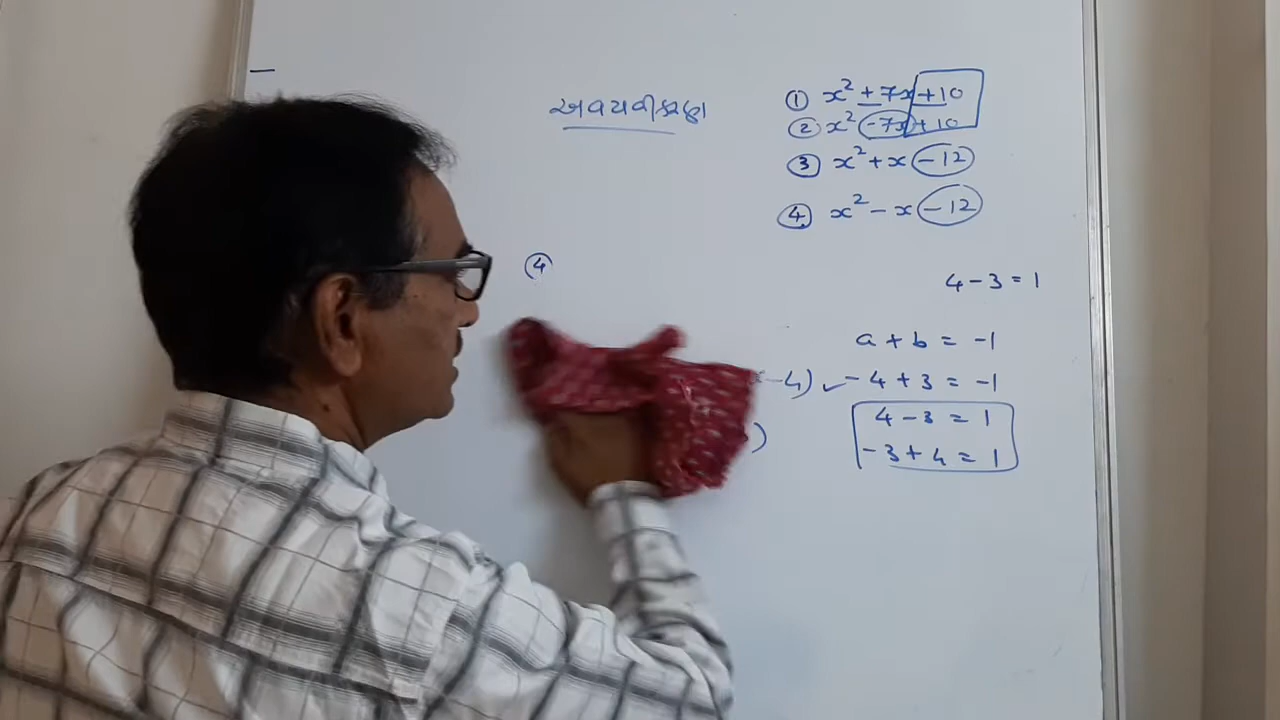 અવયવીકરણ
① x² + 7x + 10
② x² - 7x + 10
③ x² + x - 12
④ x² - x - 12
④
4 - 3 = 1
a + b = -1
- 4) ✓ - 4 + 3 = -1
4 - 3 = 1
) - 3 + 4 = 1